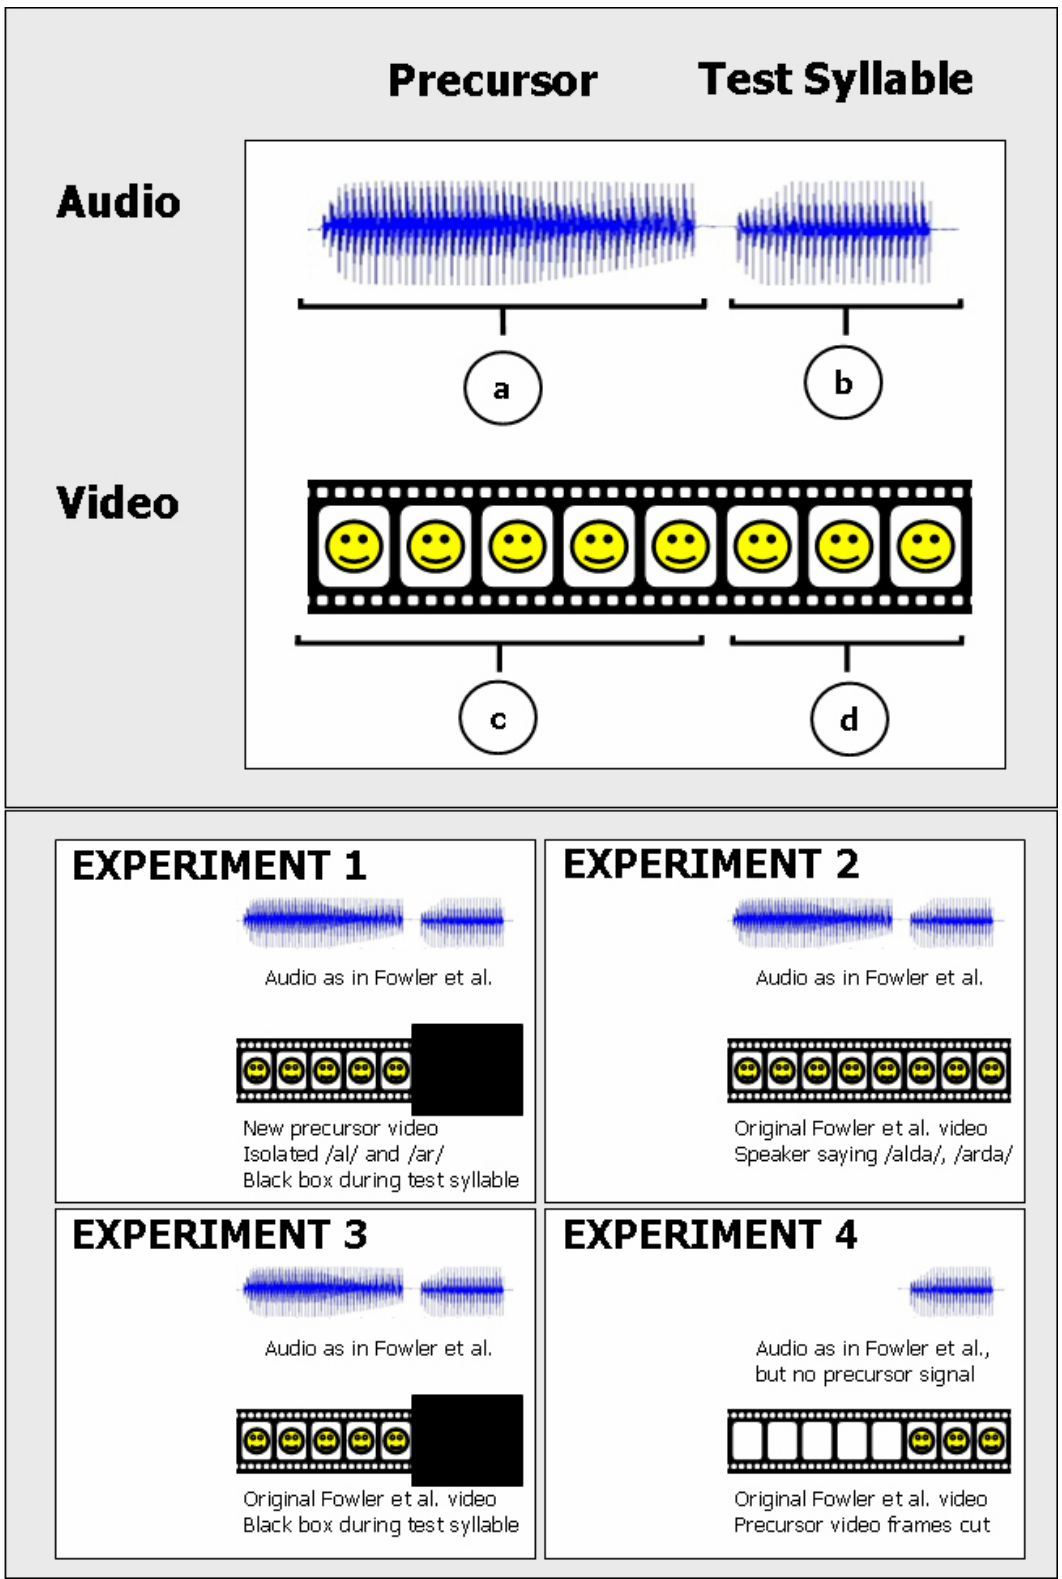 Precursor Test Syllable
Audio
a
b
Video
c
d
EXPERIMENT 1
Audio as in Fowler et al.
New precursor video
Isolated /al/ and /ar/
Black box during test syllable
EXPERIMENT 2
Audio as in Fowler et al.
Original Fowler et al. video
Speaker saying /alda/, /arda/
EXPERIMENT 3
Audio as in Fowler et al.
Original Fowler et al. video
Black box during test syllable
EXPERIMENT 4
Audio as in Fowler et al.,
but no precursor signal
Original Fowler et al. video
Precursor video frames cut